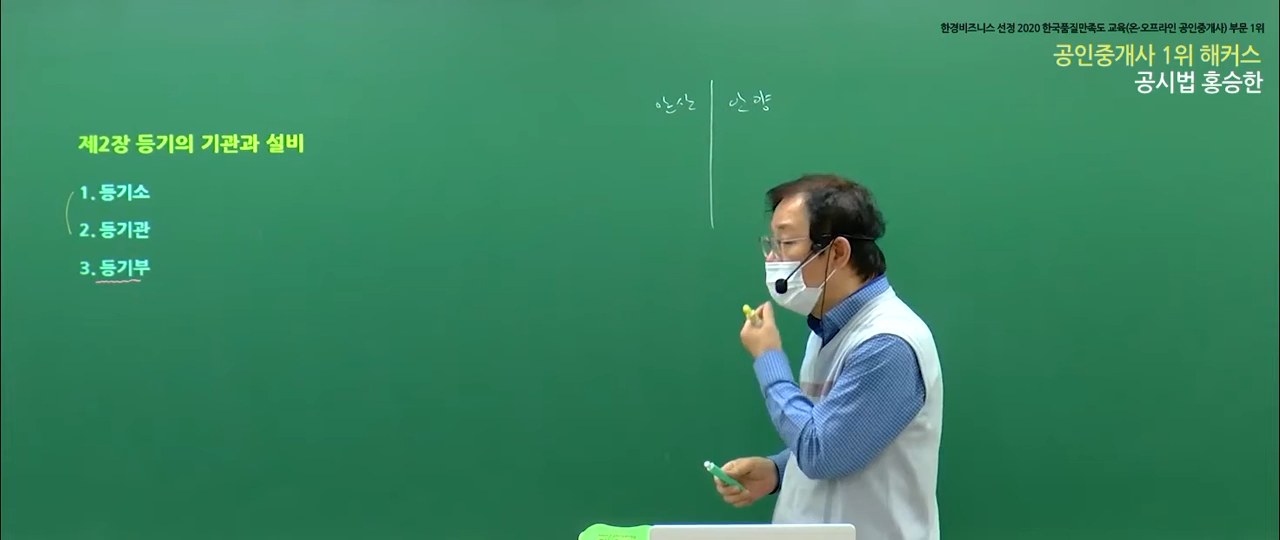 한경비즈니스 선정 2020 한국품질만족도 교육(온·오프라인 공인중개사) 부문 1위
공인중개사 1위 해커스
공시법 홍승한
안산 안양
제2장 등기의 기관과 설비
1. 등기소
2. 등기관
3. 등기부